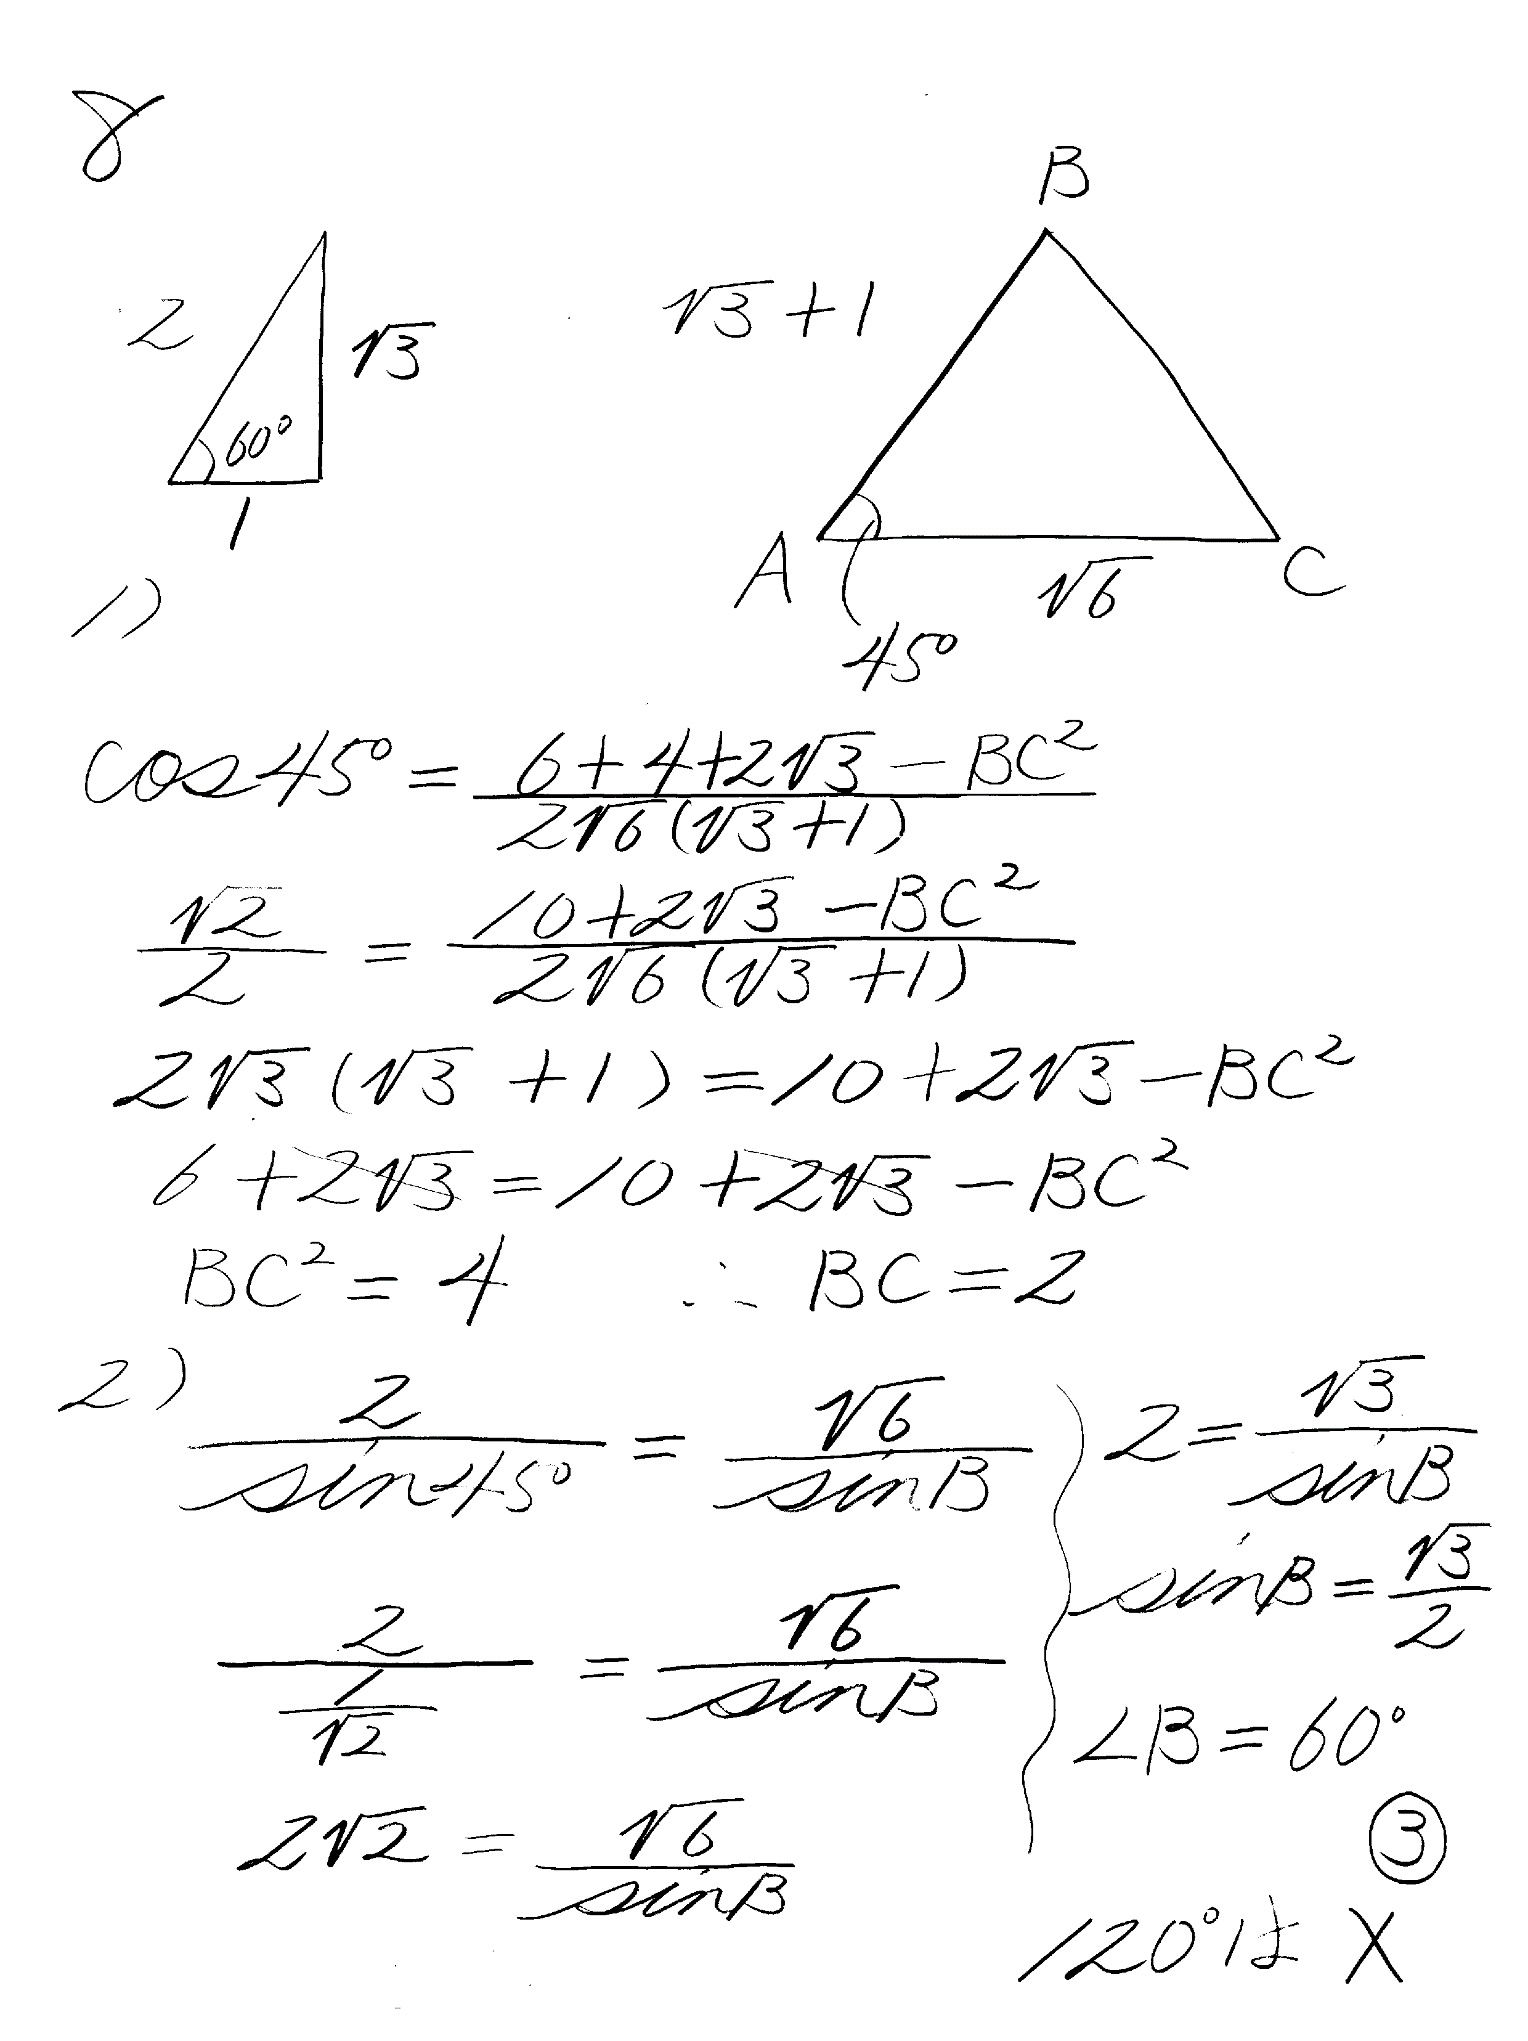 8
2
√3
60°
1
B
√3+1
A
√6
C
45°
1)
cos45° = (6+4+2√3−BC²)/(2√6(√3+1))
√2/2 = (10+2√3−BC²)/(2√6(√3+1))
2√3(√3+1)=10+2√3−BC²
6+2√3=10+2√3−BC²
BC²=4 ∴ BC=2
2)
2/sin45° = √6/sinB
2/(1/√2) = √6/sinB
2√2 = √6/sinB
2=√3/sinB
sinB=√3/2
∠B=60°
③
120°は X